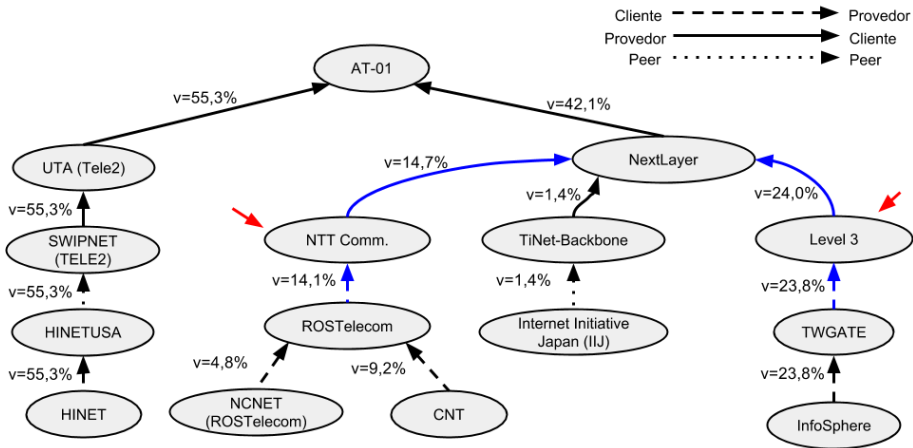 Cliente Provedor
Provedor Cliente
Peer Peer
AT-01
v=55,3% v=42,1%
UTA (Tele2)
NextLayer
v=14,7%
v=1,4%
v=24,0%
v=55,3%
SWIPNET
(TELE2)
NTT Comm.
TiNet-Backbone
Level 3
v=55,3%
v=14,1%
v=1,4%
v=23,8%
HINETUSA
ROSTelecom
Internet Initiative
Japan (IIJ)
TWGATE
v=55,3%
v=4,8%
v=9,2%
v=23,8%
HINET
NCNET
(ROSTelecom)
CNT
InfoSphere